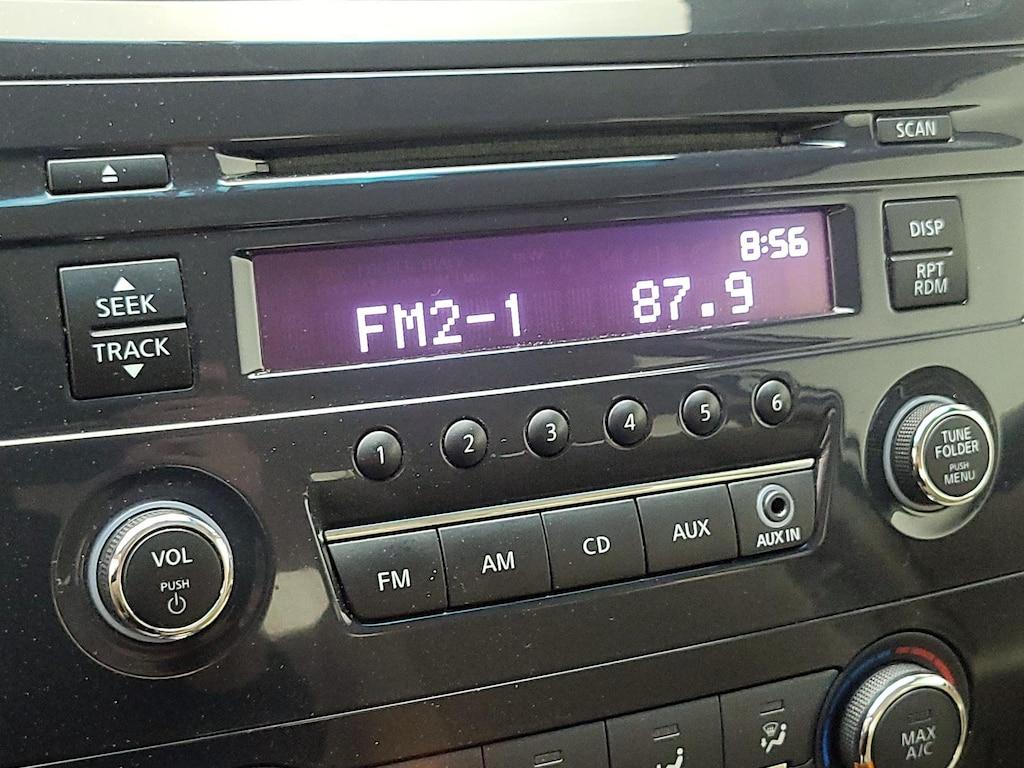 SCAN
8:56
FM2-1 87.9
DISP
RPT
RDM
SEEK
TRACK
1 2 3 4 5 6
TUNE
FOLDER
PUSH
MENU
VOL
PUSH
FM AM CD AUX AUX IN
MAX
A/C